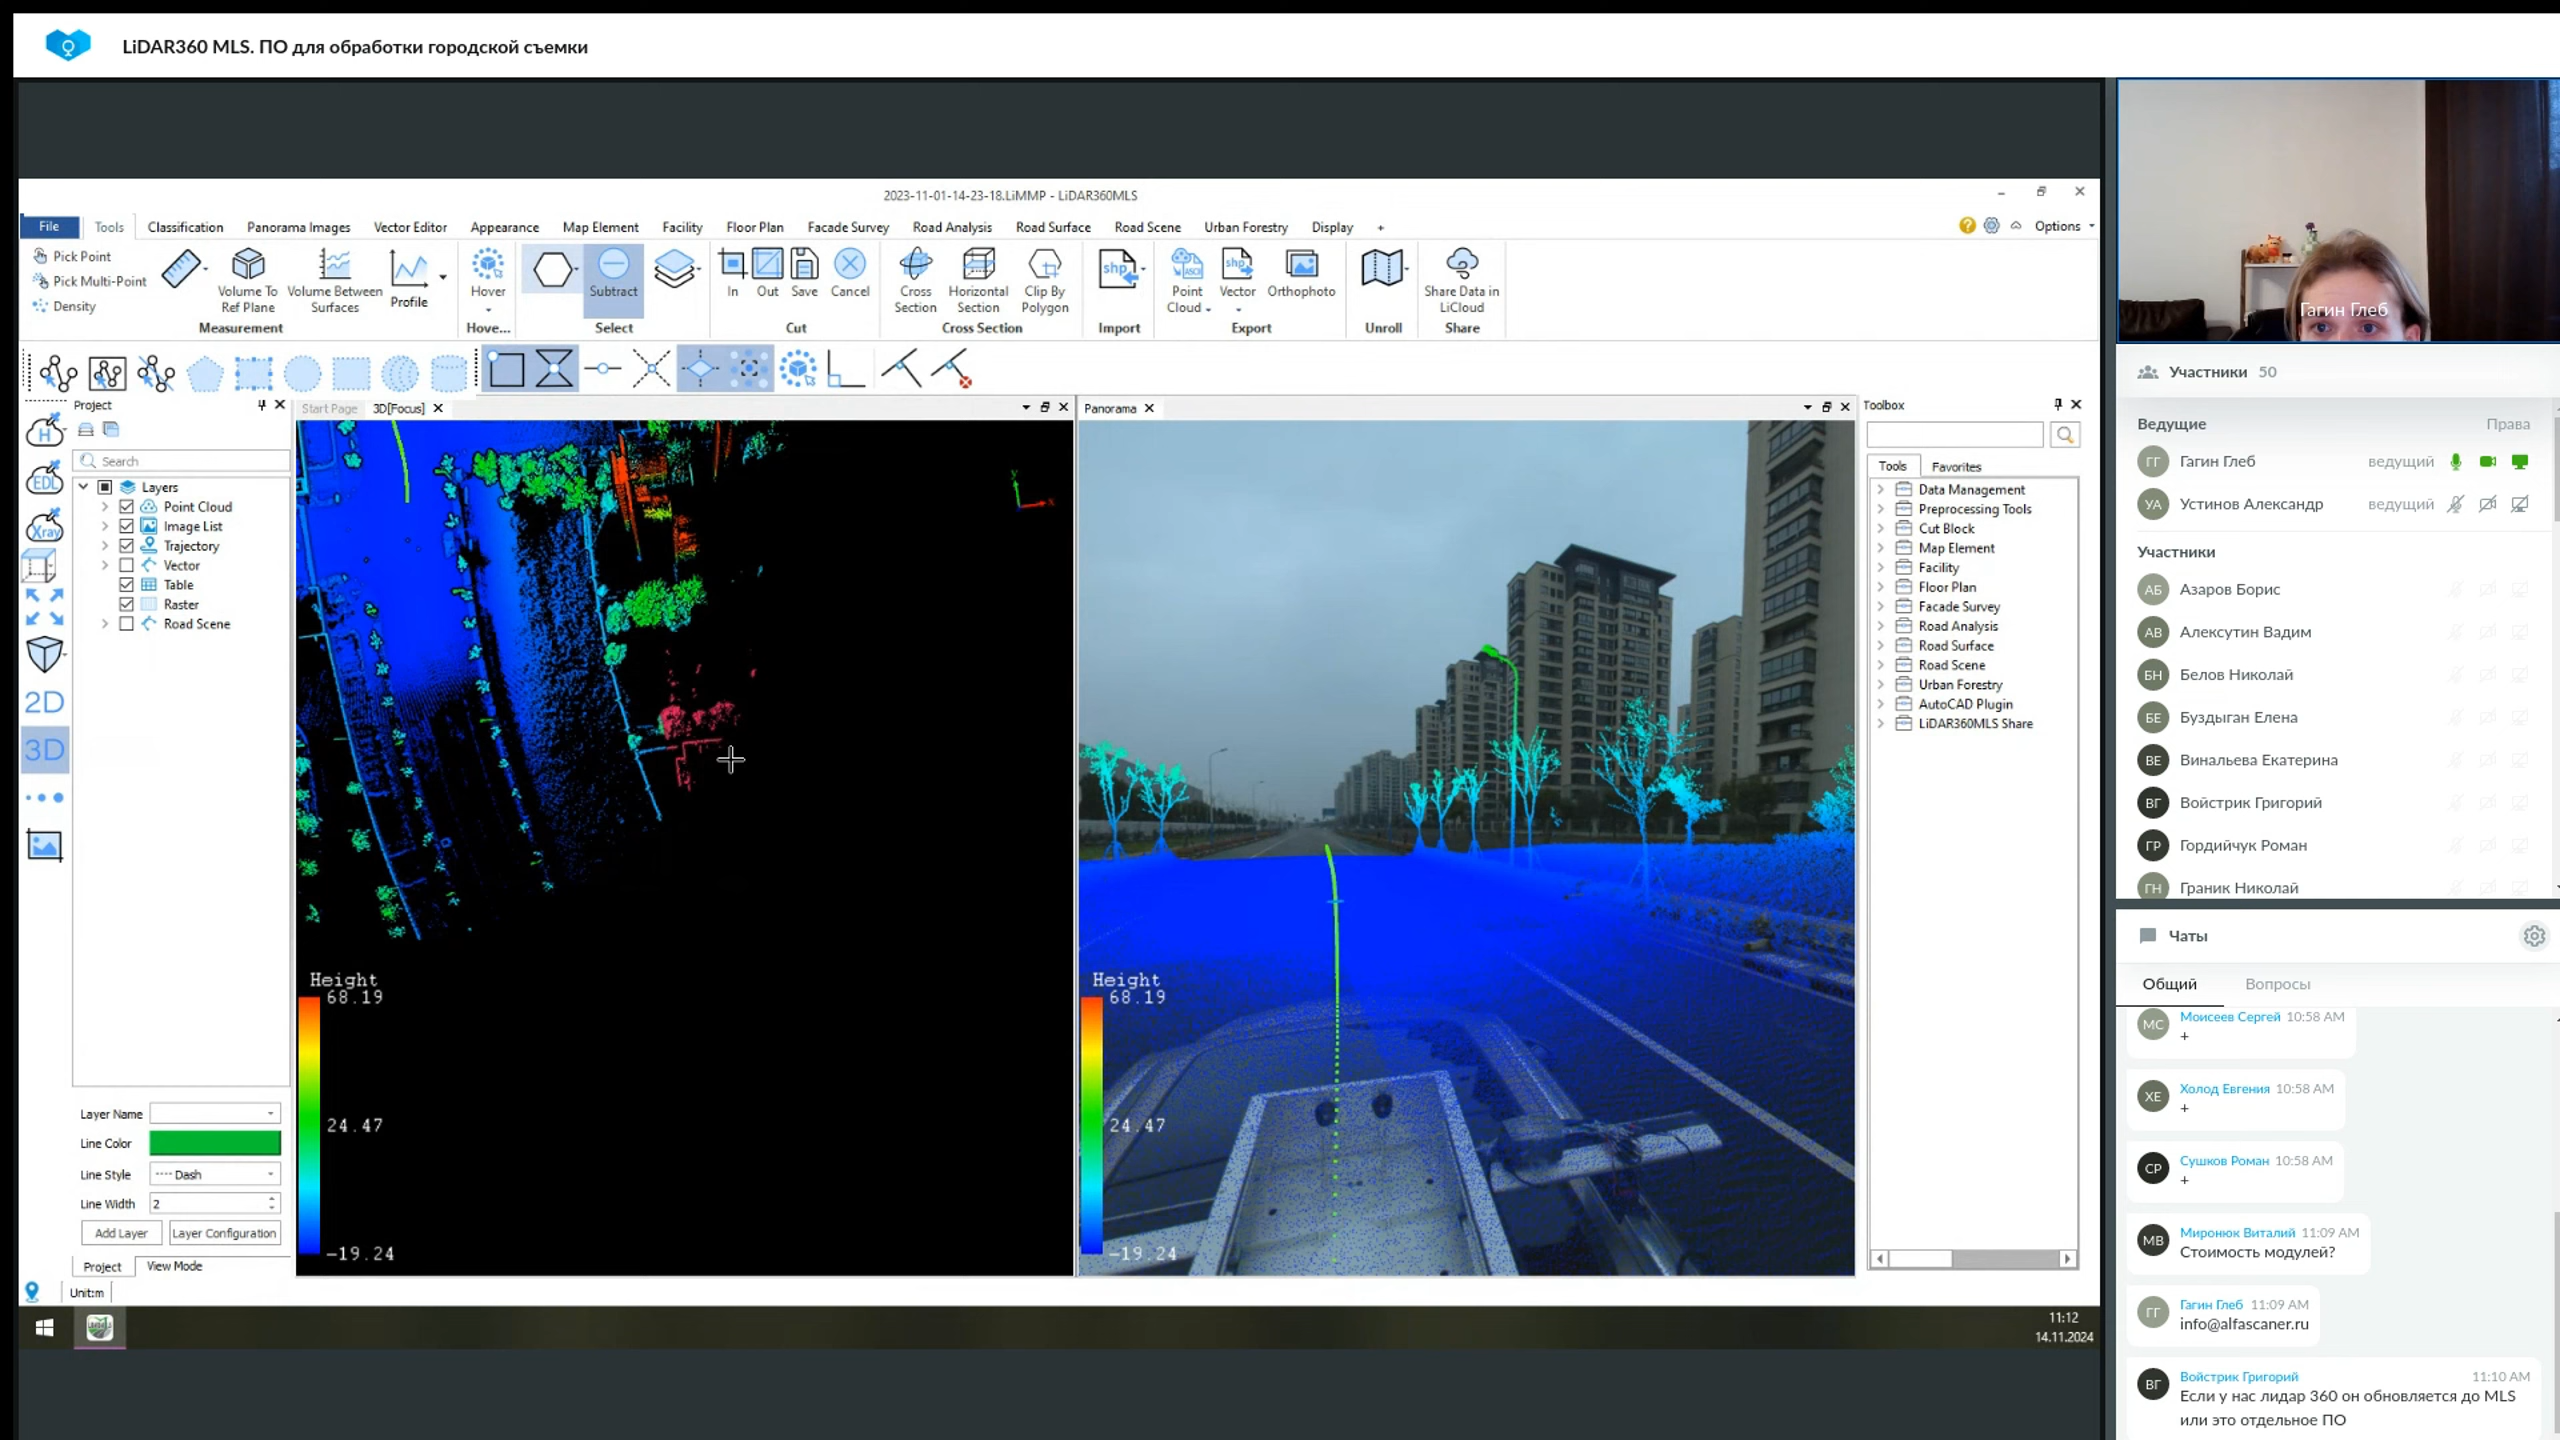 LiDAR360 MLS. ПО для обработки городской съемки
2023-11-01-14-23-18.LiMMP - LiDAR360MLS
File Tools Classification Panorama Images Vector Editor Appearance Map Element Facility Floor Plan Facade Survey Road Analysis Road Surface Road Scene Urban Forestry Display + Options
Pick Point
Pick Multi-Point
Density
Volume To
Ref Plane
Volume Between
Surfaces
Profile
Measurement
Hover
Hove...
Subtract
Select
In Out Save Cancel
Cut
Cross
Section
Horizontal
Section
Clip By
Polygon
Cross Section
shp
Import
ASCII
Point
Cloud
shp
Vector
Orthophoto
Export
Unroll
Share Data in
LiCloud
Share
H
EDL
Xray
2D
3D
Project
Search
Layers
Point Cloud
Image List
Trajectory
Vector
Table
Raster
Road Scene
Layer Name
Line Color
Line Style Dash
Line Width 2
Add Layer Layer Configuration
Project View Mode
Unit:m
Start Page 3D[Focus]
Height
68.19
24.47
-19.24
Panorama
Height
68.19
24.47
-19.24
Toolbox
Tools Favorites
Data Management
Preprocessing Tools
Cut Block
Map Element
Facility
Floor Plan
Facade Survey
Road Analysis
Road Surface
Road Scene
Urban Forestry
AutoCAD Plugin
LiDAR360MLS Share
11:12
14.11.2024
Гагин Глеб
Участники 50
Ведущие Права
ГГ Гагин Глеб ведущий
УА Устинов Александр ведущий
Участники
АБ Азаров Борис
АВ Алексутин Вадим
БН Белов Николай
БЕ Буздыган Елена
ВЕ Винальева Екатерина
ВГ Войстрик Григорий
ГР Гордийчук Роман
ГН Граник Николай
Чаты
Общий Вопросы
МС Моисеев Сергей 10:58 AM
+
ХЕ Холод Евгения 10:58 AM
+
СР Сушков Роман 10:58 AM
+
МВ Миронюк Виталий 11:09 AM
Стоимость модулей?
ГГ Гагин Глеб 11:09 AM
info@alfascaner.ru
ВГ Войстрик Григорий 11:10 AM
Если у нас лидар 360 он обновляется до MLS
или это отдельное ПО